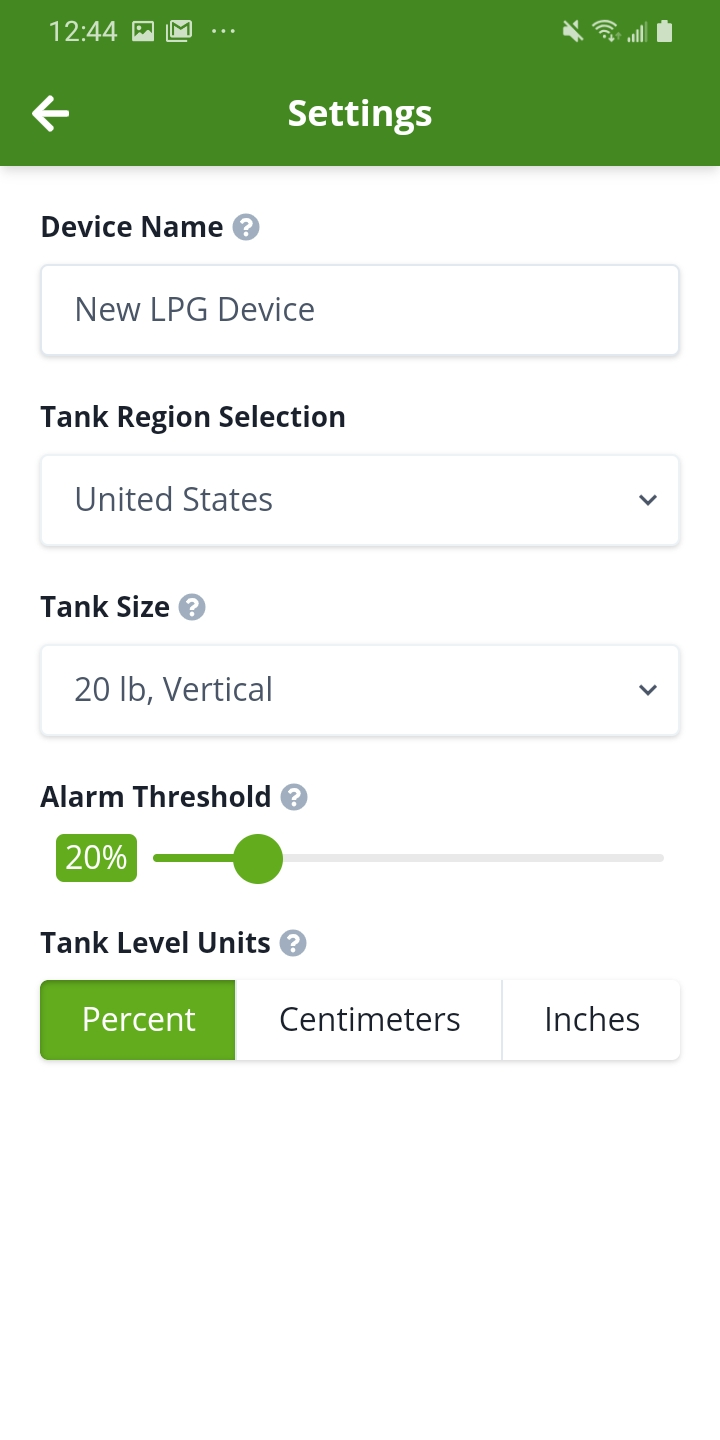 12:44
Settings
Device Name ?
New LPG Device
Tank Region Selection
United States
Tank Size ?
20 lb, Vertical
Alarm Threshold ?
20%
Tank Level Units ?
Percent Centimeters Inches